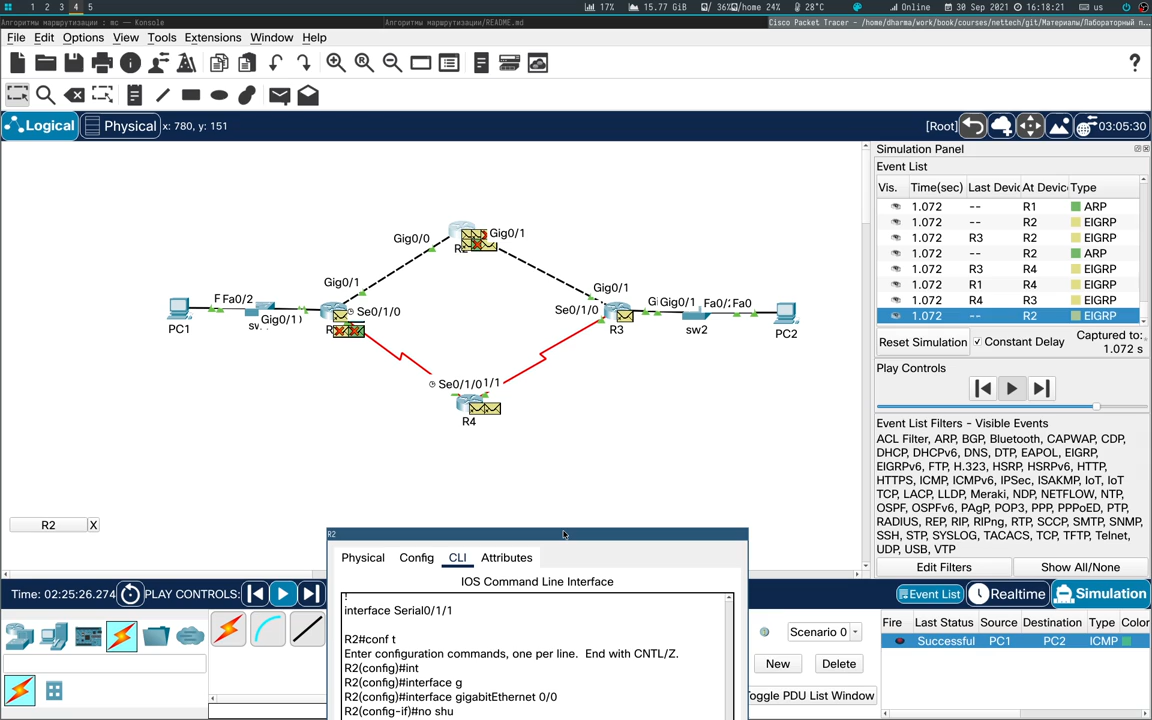 1 2 3 4 5
17% 15.77 GiB / 36% /home 24% 28°C Online 30 Sep 2021 16:18:21 us
Алгоритмы маршрутизации : mc — Konsole
Алгоритмы маршрутизации/README.md
Cisco Packet Tracer - /home/dharma/work/book/courses/nettech/git/Материалы/Лабораторный п...
File Edit Options View Tools Extensions Window Help
Logical Physical x: 780, y: 151 [Root] 03:05:30
Simulation Panel
Event List
Vis. Time(sec) Last Devic At Device Type
1.072 -- R1 ARP
1.072 -- R2 EIGRP
1.072 R3 R2 EIGRP
1.072 -- R2 ARP
1.072 R3 R4 EIGRP
1.072 R1 R4 EIGRP
1.072 R4 R3 EIGRP
1.072 -- R2 EIGRP
Reset Simulation Constant Delay Captured to:
1.072 s
Play Controls
Event List Filters - Visible Events
ACL Filter, ARP, BGP, Bluetooth, CAPWAP, CDP,
DHCP, DHCPv6, DNS, DTP, EAPOL, EIGRP,
EIGRPv6, FTP, H.323, HSRP, HSRPv6, HTTP,
HTTPS, ICMP, ICMPv6, IPSec, ISAKMP, IoT, IoT
TCP, LACP, LLDP, Meraki, NDP, NETFLOW, NTP,
OSPF, OSPFv6, PAgP, POP3, PPP, PPPoED, PTP,
RADIUS, REP, RIP, RIPng, RTP, SCCP, SMTP, SNMP,
SSH, STP, SYSLOG, TACACS, TCP, TFTP, Telnet,
UDP, USB, VTP
Edit Filters Show All/None
Gig0/0
Gig0/1
Gig0/1
Gig0/1
Fa0/2
Gig0/1
Se0/1/0
Se0/1/0
Gig0/1
Fa0
PC1
R3
sw2
PC2
Se0/1/0 1/1
R4
R2 X
R2
Physical Config CLI Attributes
IOS Command Line Interface
!
interface Serial0/1/1
R2#conf t
Enter configuration commands, one per line. End with CNTL/Z.
R2(config)#int
R2(config)#interface g
R2(config)#interface gigabitEthernet 0/0
R2(config-if)#no shu
Time: 02:25:26.274 PLAY CONTROLS: Event List Realtime Simulation
Scenario 0
New Delete
Toggle PDU List Window
Fire Last Status Source Destination Type Color
Successful PC1 PC2 ICMP